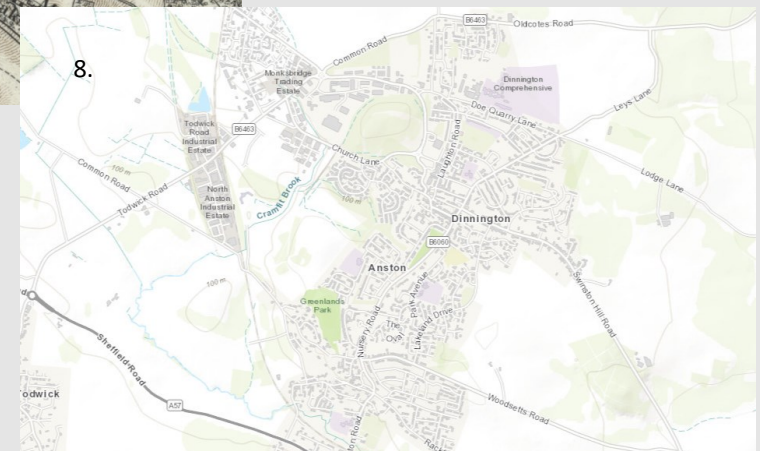 8.
B6463
Oldcotes Road
Common Road
Monksbridge
Trading
Estate
Dinnington
Comprehensive
Leys Lane
Doe Quarry Lane
Todwick
Road
Industrial
Estate
B6463
Laughton Road
Church Lane
Lodge Lane
Common Road
100 m
100 m
Todwick Road
North
Anston
Industrial
Estate
Cramfit Brook
Dinnington
B6060
Anston
100 m
Greenlands
Park
Park Avenue
Swinston Hill Road
Nursery Road
The
Oval
Lakeland Drive
Sheffield Road
odwick
A57
Woodsetts Road
ton Road